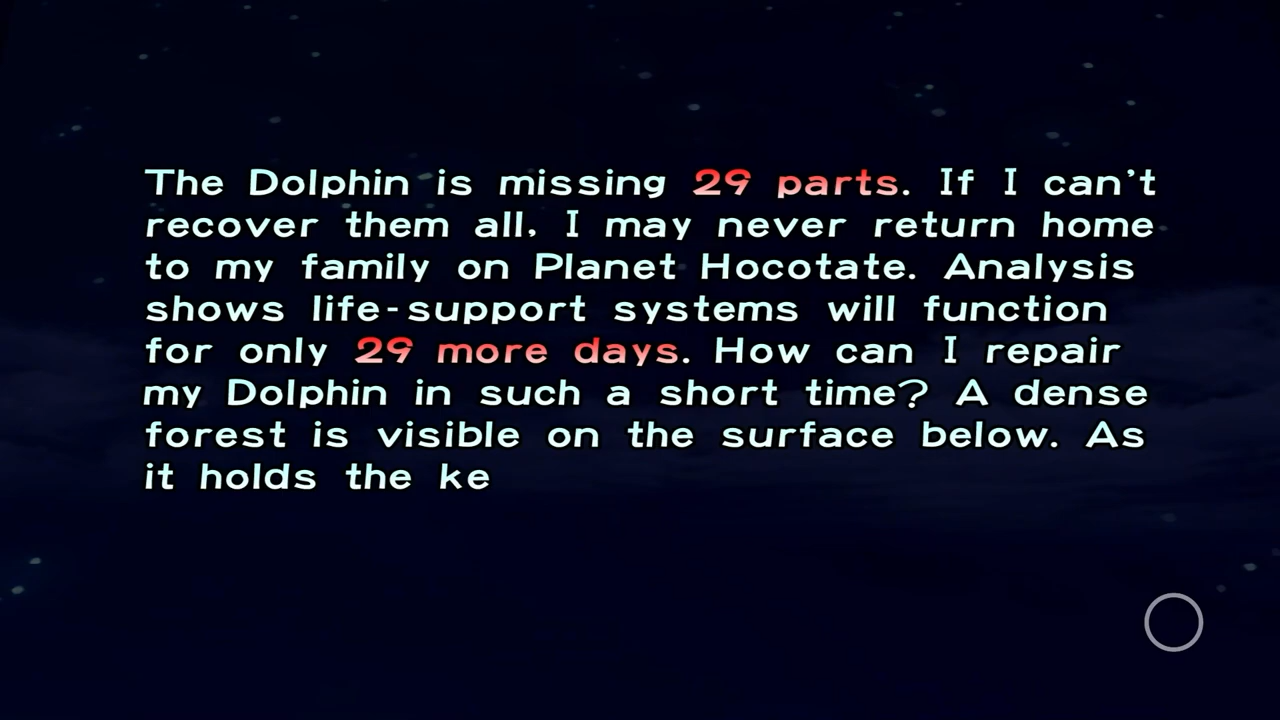 The Dolphin is missing 29 parts. If I can't
recover them all, I may never return home
to my family on Planet Hocotate. Analysis
shows life-support systems will function
for only 29 more days. How can I repair
my Dolphin in such a short time? A dense
forest is visible on the surface below. As
it holds the ke